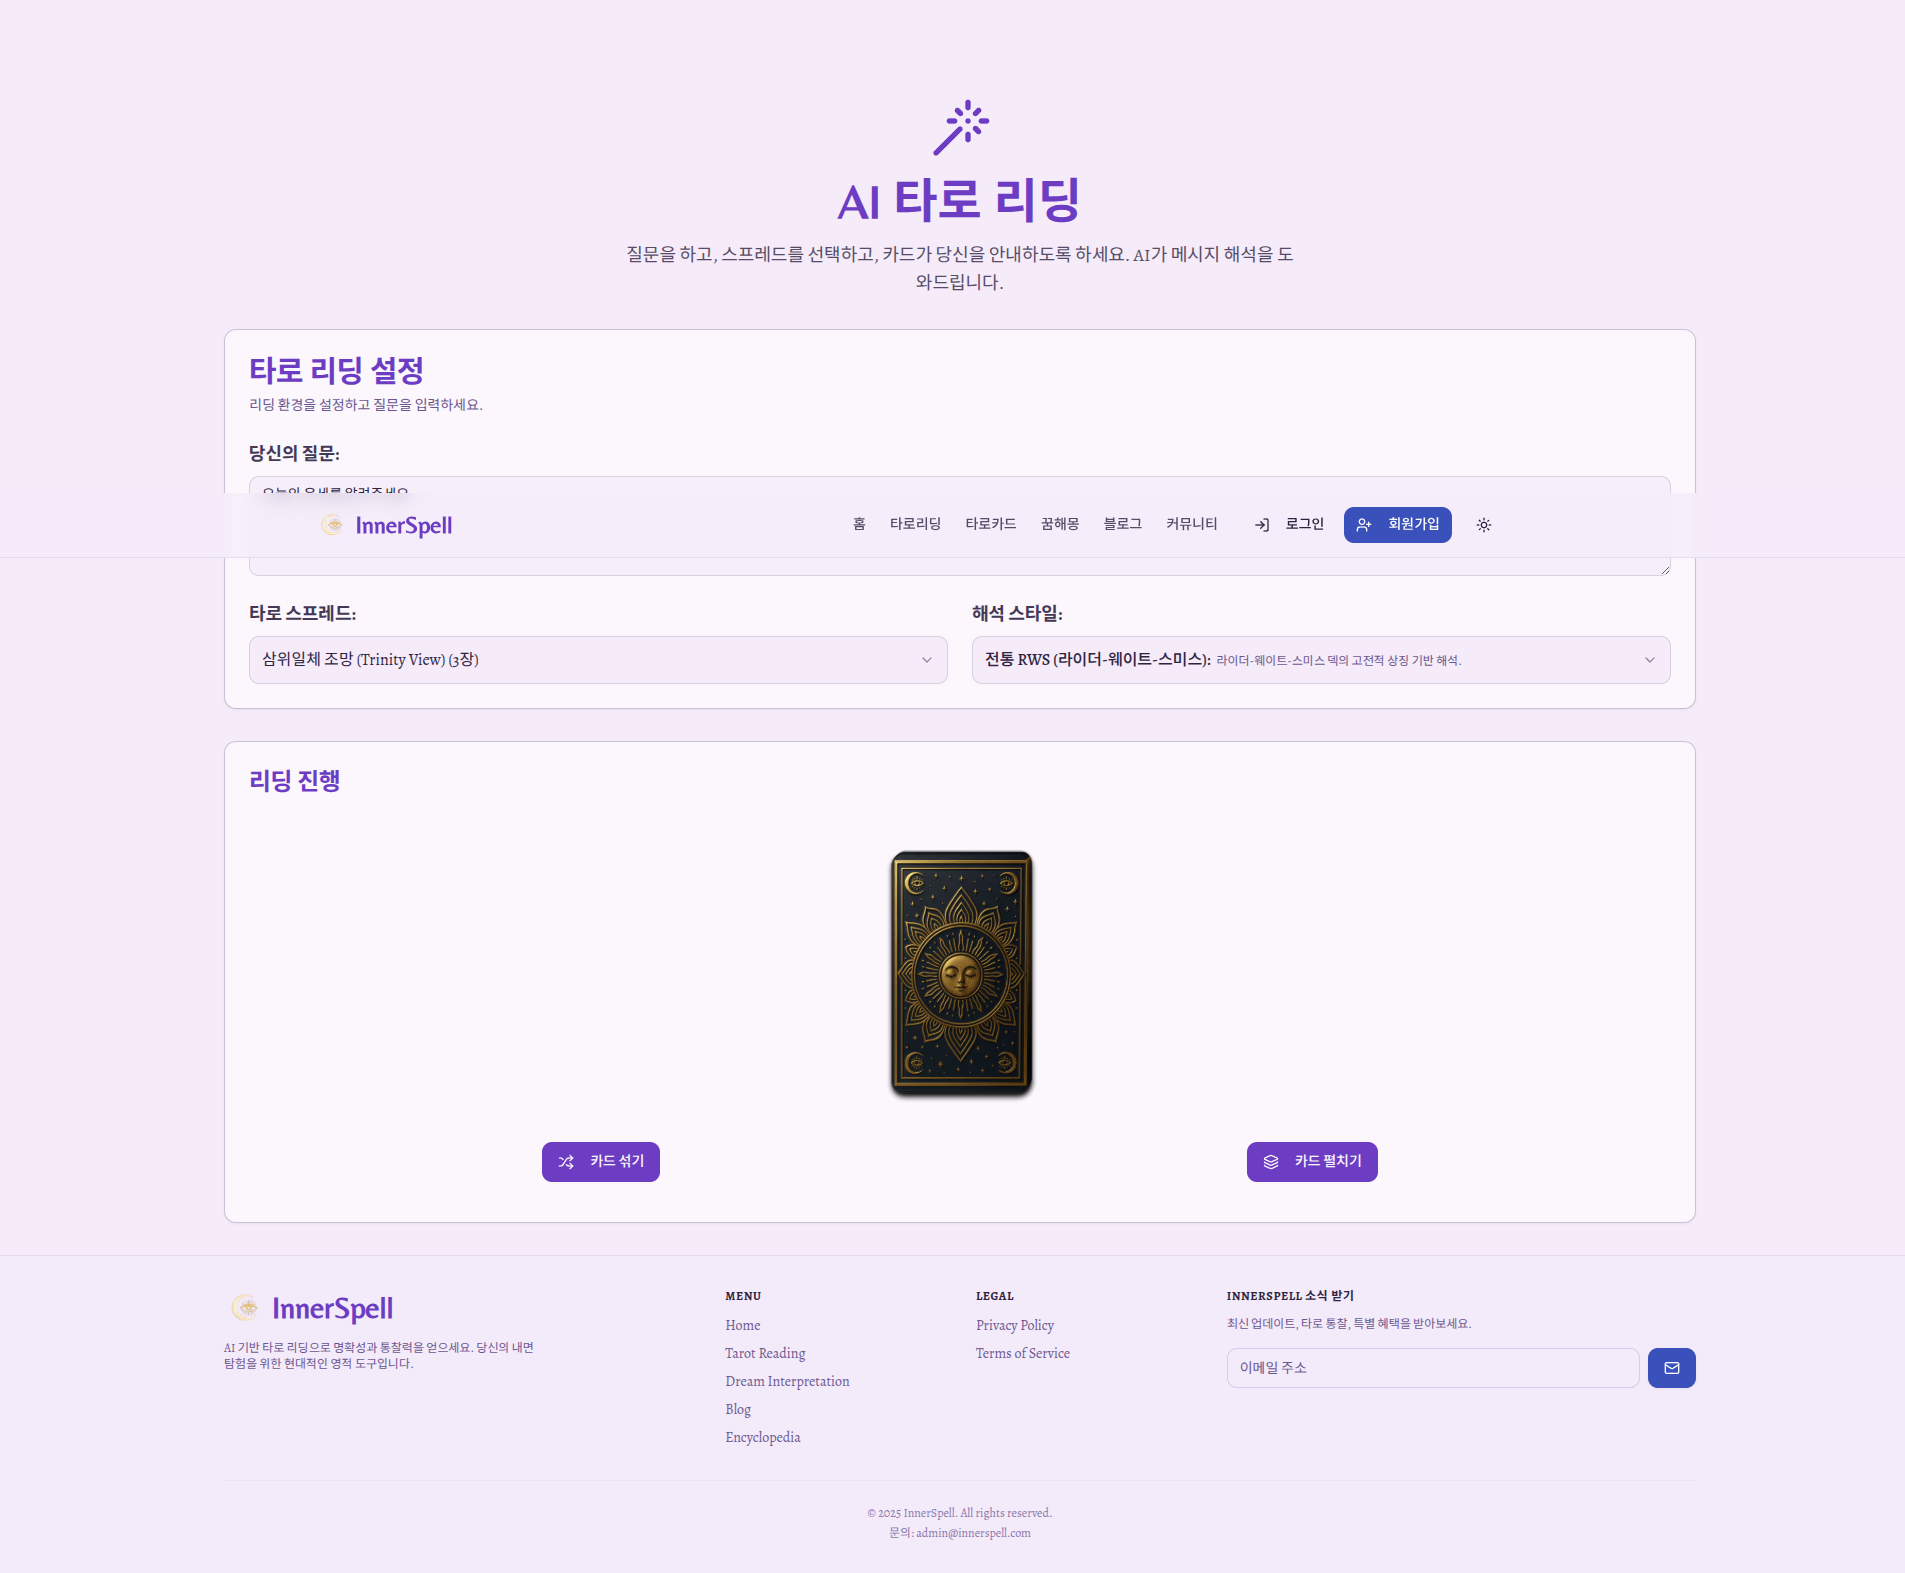 AI 타로 리딩
질문을 하고, 스프레드를 선택하고, 카드가 당신을 안내하도록 하세요. AI가 메시지 해석을 도
와드립니다.
타로 리딩 설정
리딩 환경을 설정하고 질문을 입력하세요.
당신의 질문:
오늘의 운세를 알려주세요
InnerSpell
홈
타로리딩
타로카드
꿈해몽
블로그
커뮤니티
로그인
회원가입
타로 스프레드:
삼위일체 조망 (Trinity View) (3장)
해석 스타일:
전통 RWS (라이더-웨이트-스미스): 라이더-웨이트-스미스 덱의 고전적 상징 기반 해석.
리딩 진행
카드 섞기
카드 펼치기
InnerSpell
AI 기반 타로 리딩으로 명확성과 통찰력을 얻으세요. 당신의 내면
탐험을 위한 현대적인 영적 도구입니다.
MENU
Home
Tarot Reading
Dream Interpretation
Blog
Encyclopedia
LEGAL
Privacy Policy
Terms of Service
INNERSPELL 소식 받기
최신 업데이트, 타로 통찰, 특별 혜택을 받아보세요.
이메일 주소
© 2025 InnerSpell. All rights reserved.
문의: admin@innerspell.com